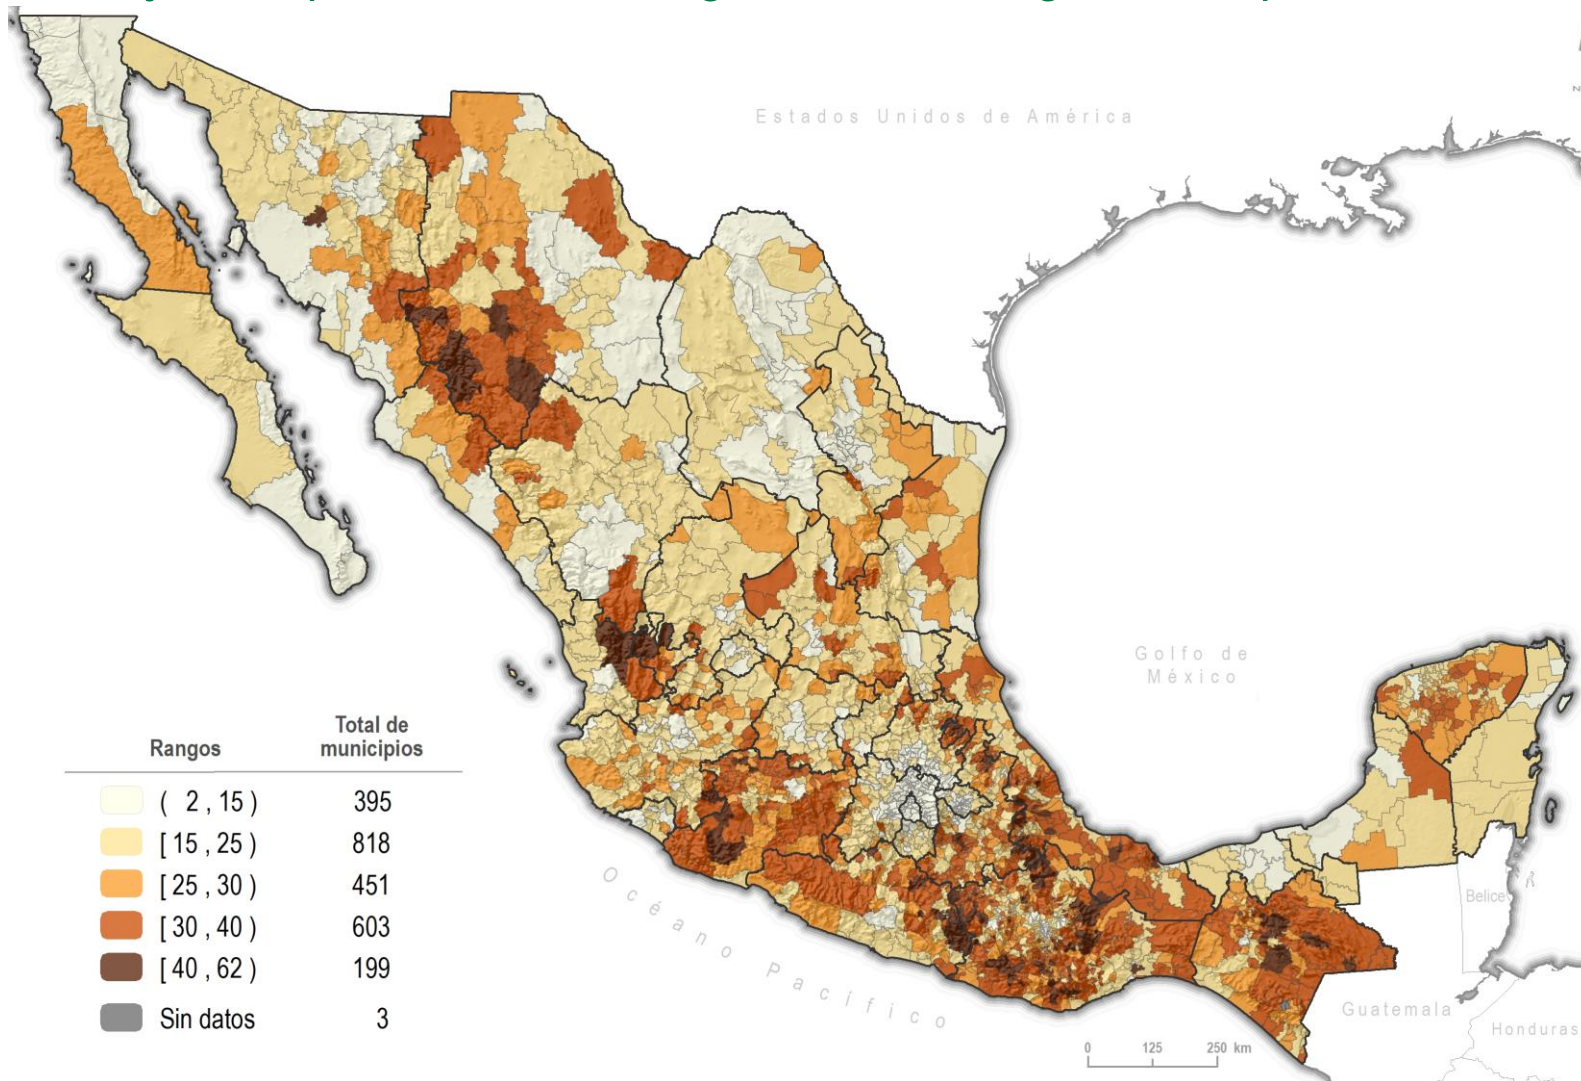 Estados Unidos de América
Golfo de
México
Rangos
Total de
municipios
( 2 , 15 ) 395
[ 15 , 25 ) 818
[ 25 , 30 ) 451
[ 30 , 40 ) 603
[ 40 , 62 ) 199
Sin datos 3
Océano Pacífico
Belice
Guatemala
Honduras
0 125 250 km